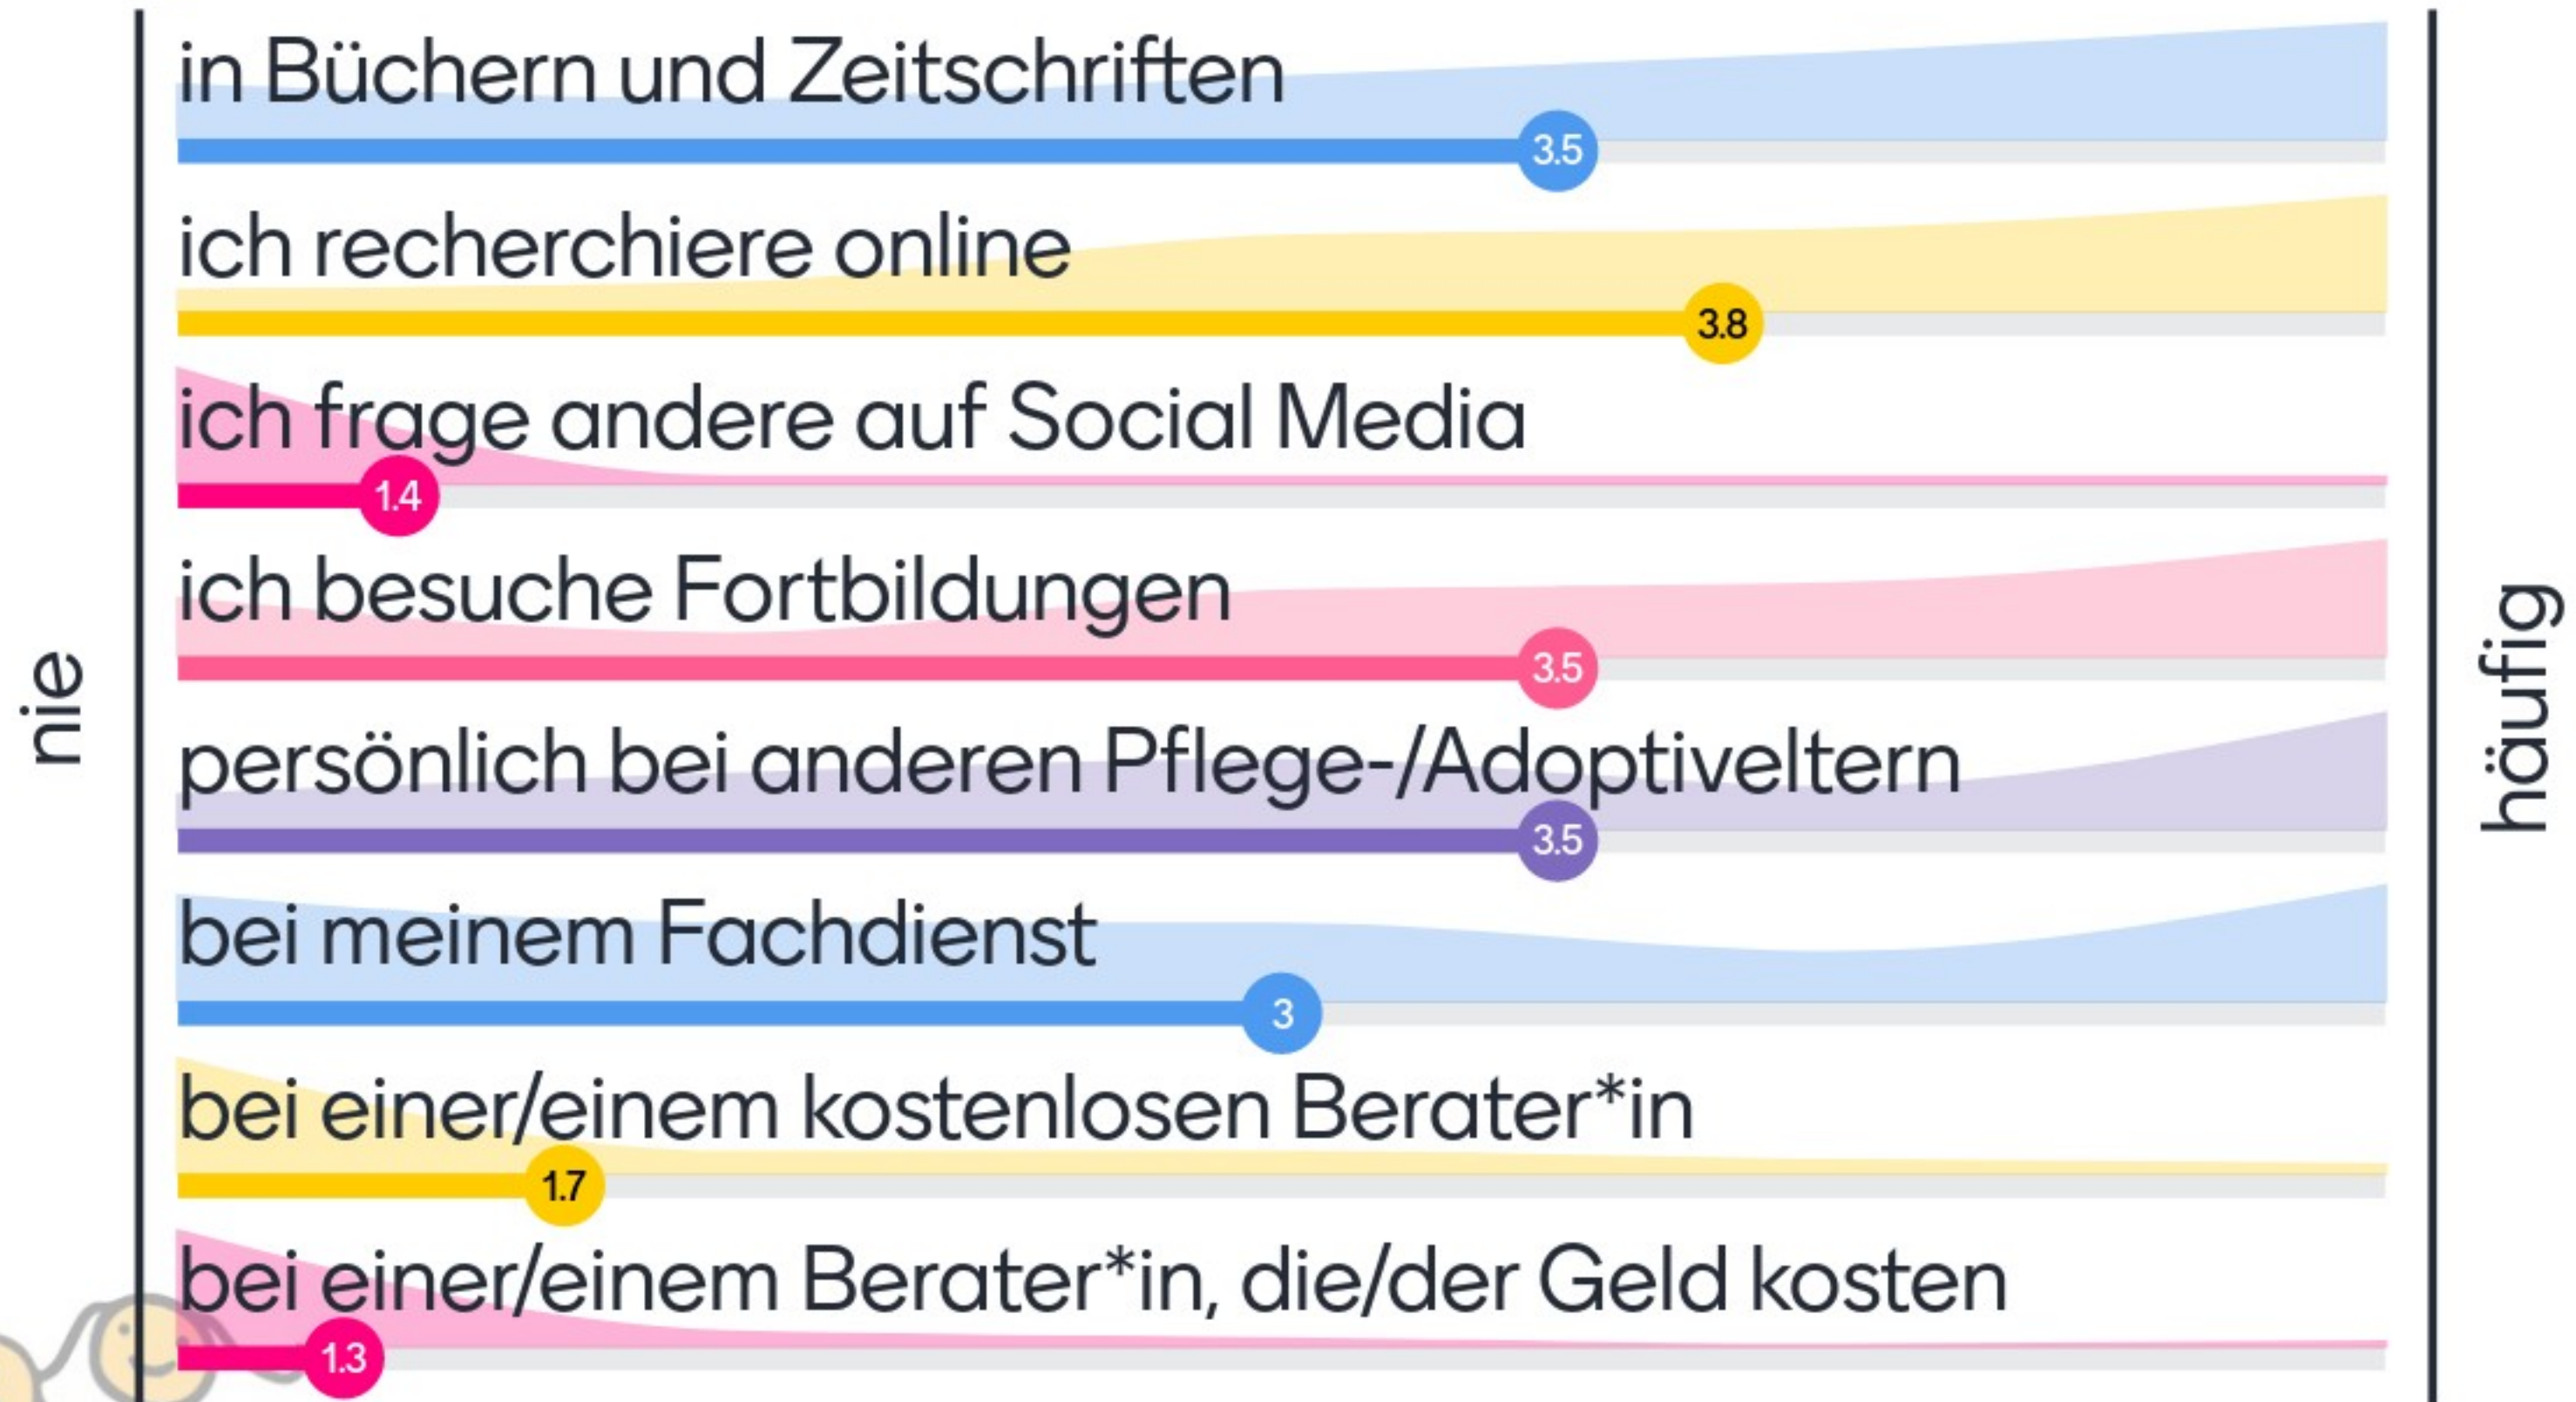 in Büchern und Zeitschriften
3.5
ich recherchiere online
3.8
ich frage andere auf Social Media
1.4
ich besuche Fortbildungen
3.5
nie
häufig
persönlich bei anderen Pflege-/Adoptiveltern
3.5
bei meinem Fachdienst
3
bei einer/einem kostenlosen Berater*in
1.7
bei einer/einem Berater*in, die/der Geld kosten
1.3